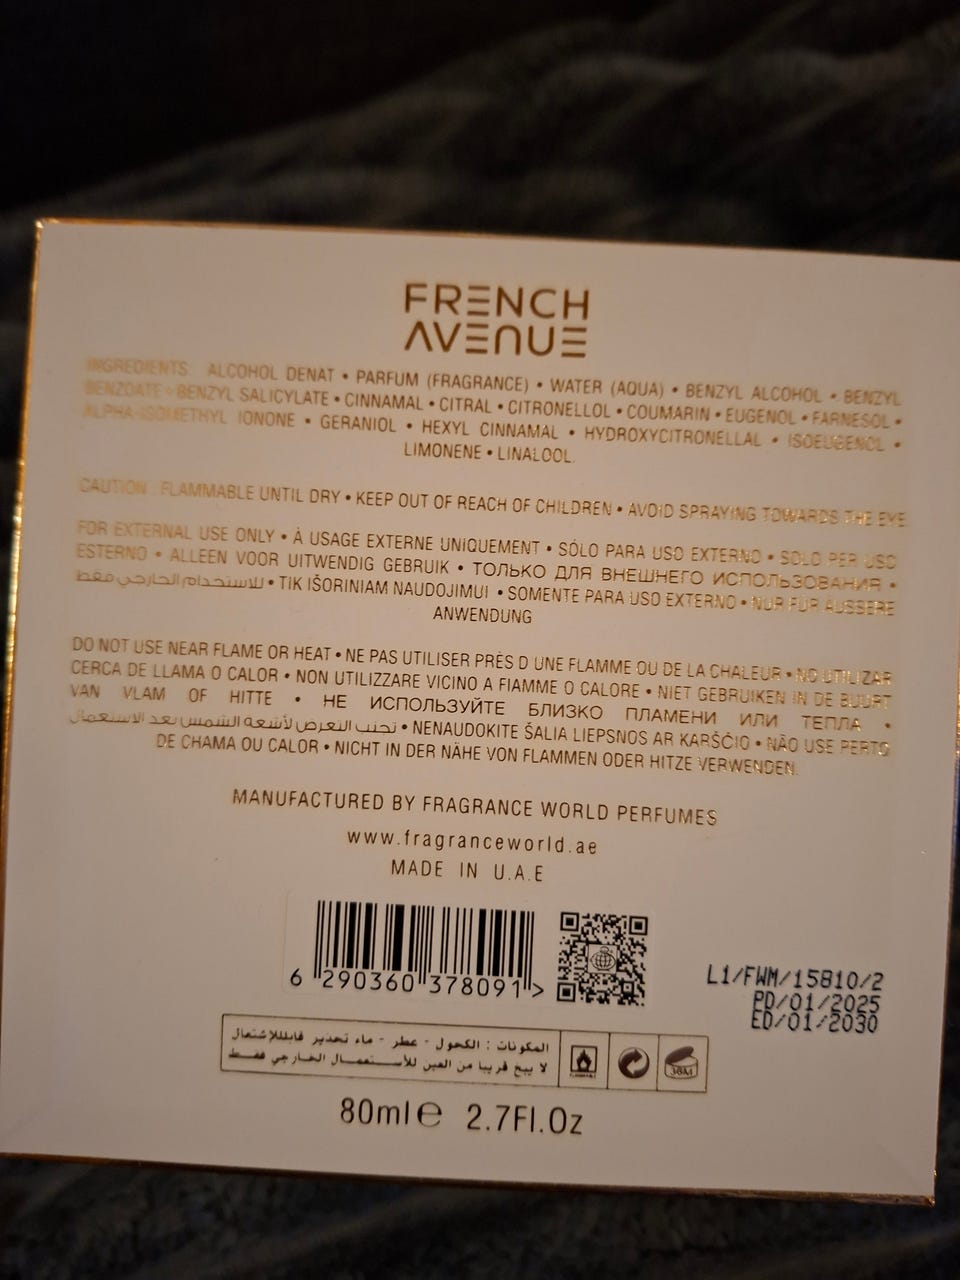 FRENCH
AVENUE
INGREDIENTS ALCOHOL DENAT • PARFUM (FRAGRANCE) • WATER (AQUA) • BENZYL ALCOHOL • BENZYL
BENZOATE • BENZYL SALICYLATE • CINNAMAL • CITRAL • CITRONELLOL • COUMARIN • EUGENOL • FARNESOL •
ALPHA-ISOMETHYL IONONE • GERANIOL • HEXYL CINNAMAL • HYDROXYCITRONELLAL • ISOEUGENOL •
LIMONENE • LINALOOL.
CAUTION : FLAMMABLE UNTIL DRY • KEEP OUT OF REACH OF CHILDREN • AVOID SPRAYING TOWARDS THE EYE
FOR EXTERNAL USE ONLY • À USAGE EXTERNE UNIQUEMENT • SÓLO PARA USO EXTERNO • SOLO PER USO
ESTERNO • ALLEEN VOOR UITWENDIG GEBRUIK • ТОЛЬКО ДЛЯ ВНЕШНЕГО ИСПОЛЬЗОВАНИЯ •
للاستخدام الخارجي فقط • TIK IŠORINIAM NAUDOJIMUI • SOMENTE PARA USO EXTERNO • NUR FÜR ÄUSSERE
ANWENDUNG
DO NOT USE NEAR FLAME OR HEAT • NE PAS UTILISER PRÈS D UNE FLAMME OU DE LA CHALEUR • NO UTILIZAR
CERCA DE LLAMA O CALOR • NON UTILIZZARE VICINO A FIAMME O CALORE • NIET GEBRUIKEN IN DE BUURT
VAN VLAM OF HITTE • НЕ ИСПОЛЬЗУЙТЕ БЛИЗКО ПЛАМЕНИ ИЛИ ТЕПЛА •
تجنب التعرض لأشعة الشمس بعد الاستعمال • NENAUDOKITE ŠALIA LIEPSNOS AR KARŠČIO • NÃO USE PERTO
DE CHAMA OU CALOR • NICHT IN DER NÄHE VON FLAMMEN ODER HITZE VERWENDEN.
MANUFACTURED BY FRAGRANCE WORLD PERFUMES
www.fragranceworld.ae
MADE IN U.A.E
6 290360 378091 >
L1/FWM/15810/2
PD/01/2025
ED/01/2030
المكونات : الكحول - عطر - ماء تحذير قابللإشتعال
لا يبخ قريبا من العين للأستعمال الخارجي فقط
FLAMMABLE
36M
80ml e 2.7Fl.Oz